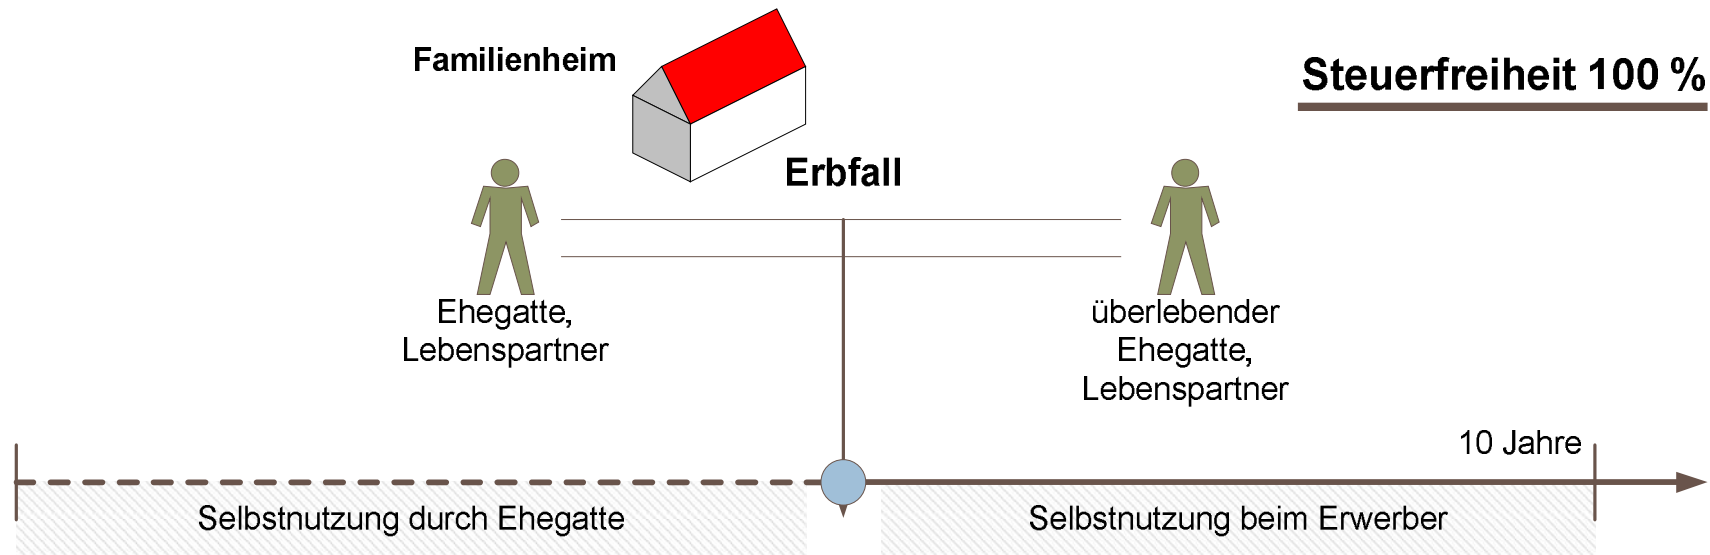 Familienheim
Steuerfreiheit 100 %
Erbfall
Ehegatte,
Lebenspartner
überlebender
Ehegatte,
Lebenspartner
10 Jahre
Selbstnutzung durch Ehegatte
Selbstnutzung beim Erwerber